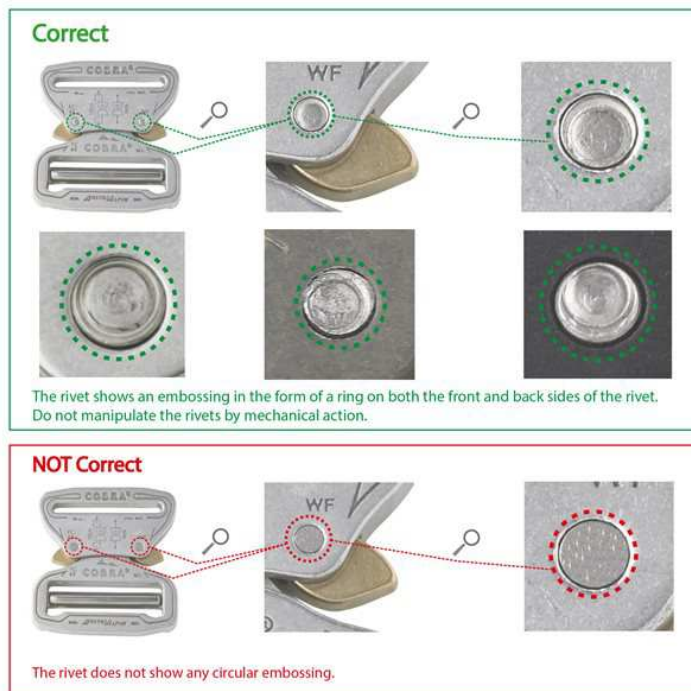 Correct
COBRA®
WF
COBRA®
AustriAlpin
The rivet shows an embossing in the form of a ring on both the front and back sides of the rivet.
Do not manipulate the rivets by mechanical action.
NOT Correct
COBRA®
WF
COBRA®
AustriAlpin
The rivet does not show any circular embossing.